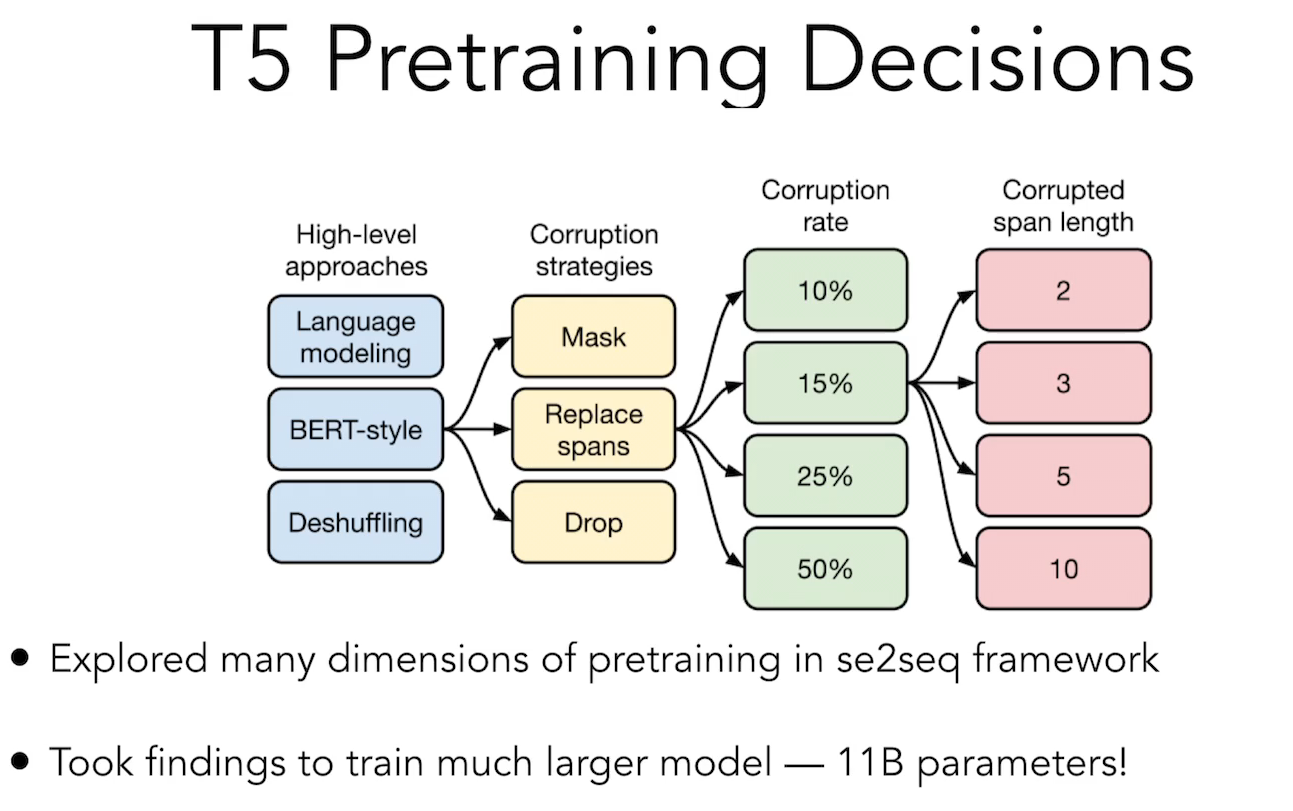 T5 Pretraining Decisions
High-level
approaches
Language
modeling
BERT-style
Deshuffling
Corruption
strategies
Mask
Replace
spans
Drop
Corruption
rate
10%
15%
25%
50%
Corrupted
span length
2
3
5
10
• Explored many dimensions of pretraining in se2seq framework
• Took findings to train much larger model — 11B parameters!